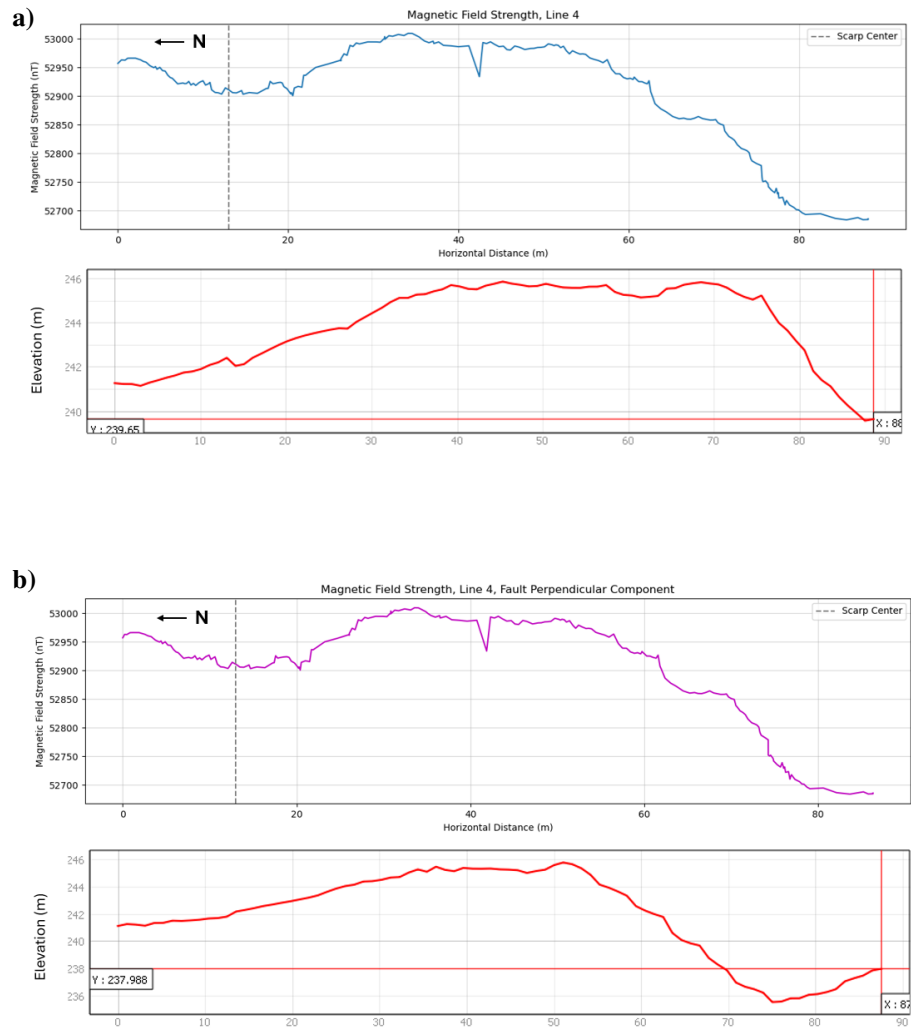 a)
Magnetic Field Strength, Line 4
N
Scarp Center
Magnetic Field Strength (nT)
53000
52950
52900
52850
52800
52750
52700
0 20 40 60 80
Horizontal Distance (m)
Elevation (m)
246
244
242
240
Y : 239.65
X : 88
0 10 20 30 40 50 60 70 80 90
b)
Magnetic Field Strength, Line 4, Fault Perpendicular Component
N
Scarp Center
Magnetic Field Strength (nT)
53000
52950
52900
52850
52800
52750
52700
0 20 40 60 80
Horizontal Distance (m)
Elevation (m)
246
244
242
240
238
236
Y : 237.988
X : 87
0 10 20 30 40 50 60 70 80 90